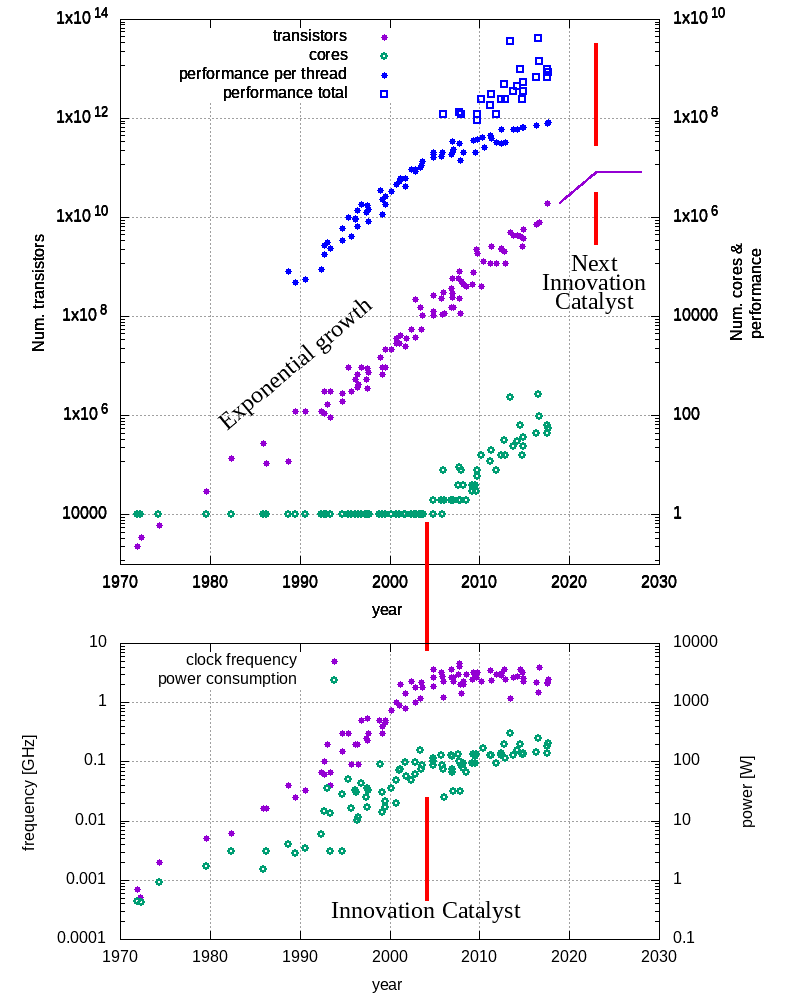 1x10 14
1x10 12
1x10 10
1x10 8
1x10 6
10000
Num. transistors
transistors
cores
performance per thread
performance total
Exponential growth
Next
Innovation
Catalyst
1x10 10
1x10 8
1x10 6
10000
100
1
Num. cores &
performance
1970 1980 1990 2000 2010 2020 2030
year
10
1
0.1
0.01
0.001
0.0001
frequency [GHz]
clock frequency
power consumption
Innovation Catalyst
10000
1000
100
10
1
0.1
power [W]
1970 1980 1990 2000 2010 2020 2030
year